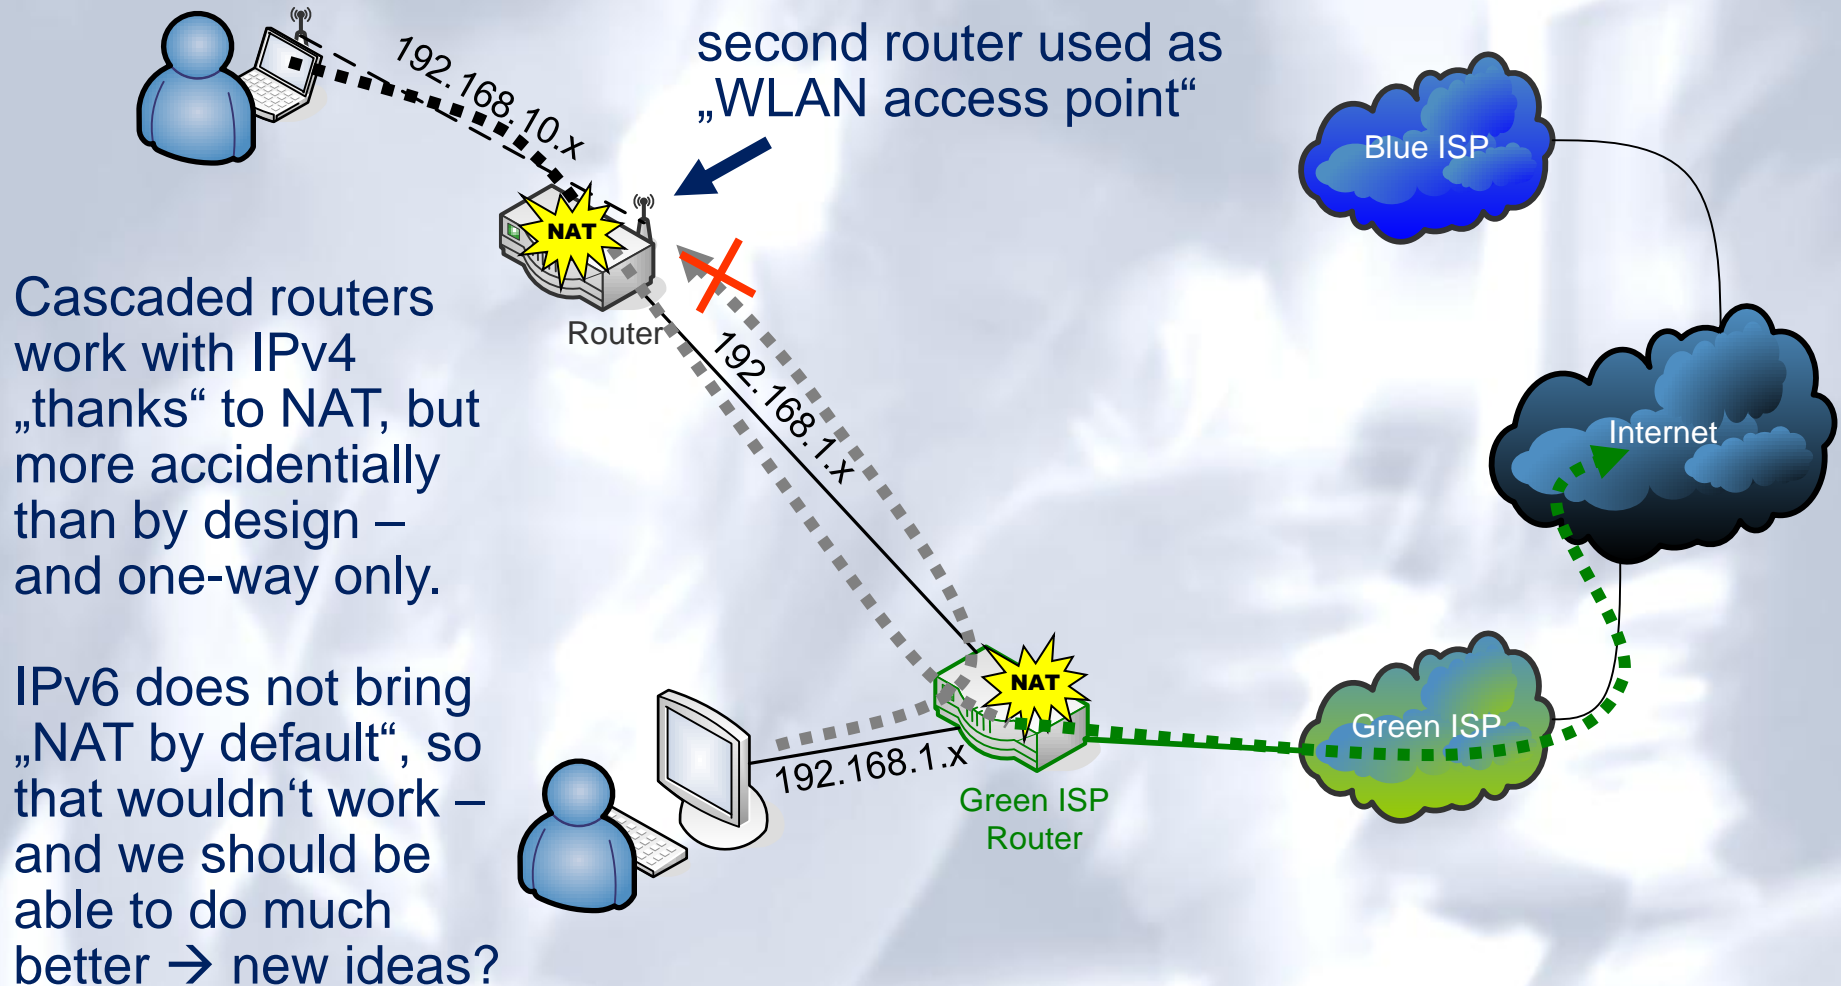 192.168.10.x
second router used as
„WLAN access point“
Blue ISP
NAT
Router
Cascaded routers
work with IPv4
„thanks“ to NAT, but
more accidentially
than by design –
and one-way only.
192.168.1.x
Internet
IPv6 does not bring
„NAT by default“, so
that wouldn‘t work –
and we should be
able to do much
better → new ideas?
NAT
Green ISP
192.168.1.x
Green ISP
Router